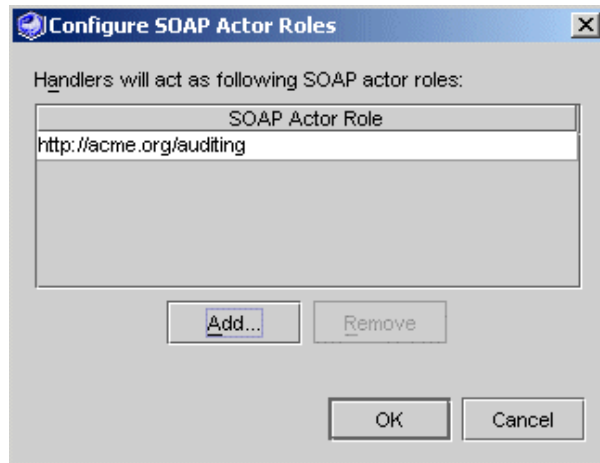 Configure SOAP Actor Roles
Handlers will act as following SOAP actor roles:
SOAP Actor Role
http://acme.org/auditing
Add... Remove
OK Cancel